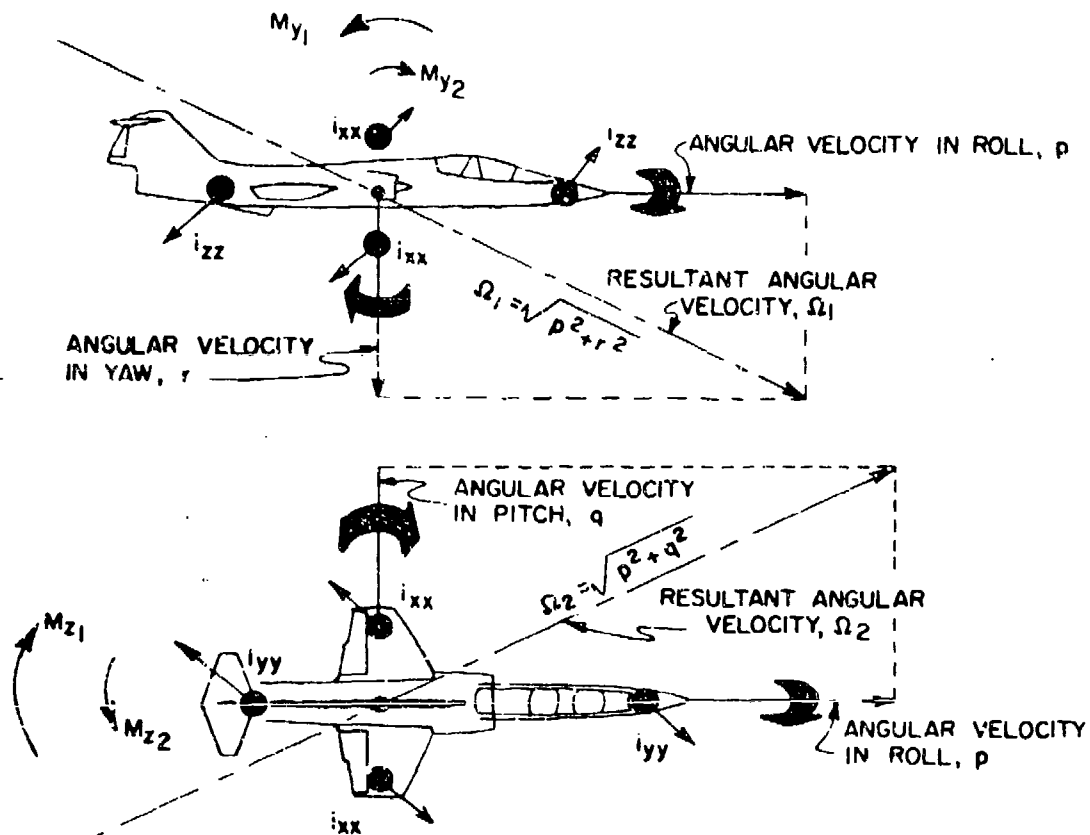 My1
My2
ixx
izz
ANGULAR VELOCITY IN ROLL, p
izz
ixx
RESULTANT ANGULAR
VELOCITY, Ω1
Ω1 = √p²+r²
ANGULAR VELOCITY
IN YAW, r
ANGULAR VELOCITY
IN PITCH, q
Ω2 = √p²+q²
ixx
RESULTANT ANGULAR
VELOCITY, Ω2
Mz1
iyy
Mz2
iyy
ANGULAR VELOCITY
IN ROLL, p
ixx